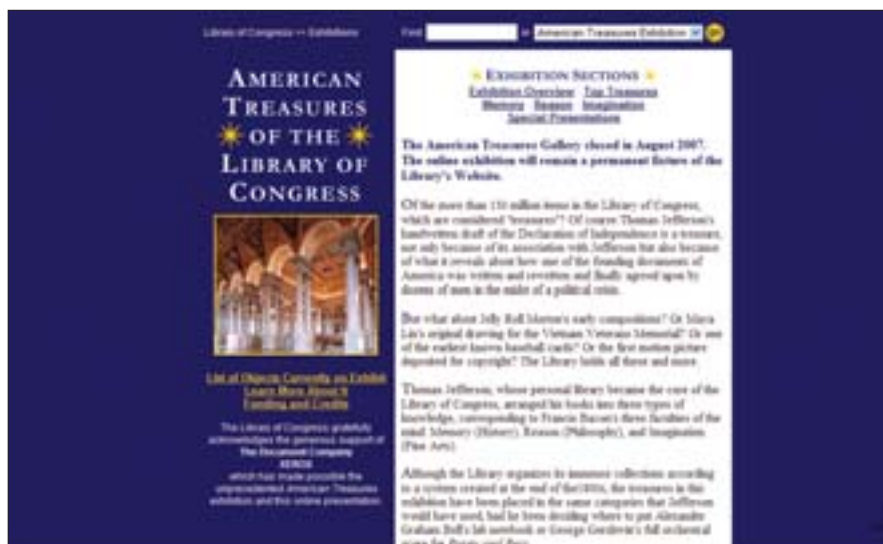 Library of Congress >> Exhibitions
Find in American Treasures Exhibition GO
AMERICAN
TREASURES
OF THE
LIBRARY OF
CONGRESS
List of Objects Currently on Exhibit
Learn More About It
Funding and Credits
The Library of Congress gratefully
acknowledges the generous support of
The Document Company
XEROX
which has made possible the
unprecedented American Treasures
exhibition and this online presentation.
EXHIBITION SECTIONS
Exhibition Overview Top Treasures
Memory Reason Imagination
Special Presentations
The American Treasures Gallery closed in August 2007.
The online exhibition will remain a permanent fixture of the
Library's Website.
Of the more than 130 million items in the Library of Congress,
which are considered "treasures"? Of course Thomas Jefferson's
handwritten draft of the Declaration of Independence is a treasure,
not only because of its association with Jefferson but also because
of what it reveals about how one of the founding documents of
America was written and rewritten and finally agreed upon by
dozens of men in the midst of a political crisis.
But what about Jelly Roll Morton's early compositions? Or Maya
Lin's original drawing for the Vietnam Veterans Memorial? Or one
of the earliest known baseball cards? Or the first motion picture
deposited for copyright? The Library holds all these and more.
Thomas Jefferson, whose personal library became the core of the
Library of Congress, arranged his books into three types of
knowledge, corresponding to Francis Bacon's three faculties of the
mind: Memory (History), Reason (Philosophy), and Imagination
(Fine Arts).
Although the Library organizes its immense collections according
to a system created at the end of the 1800s, the treasures in this
exhibition have been placed in the same categories that Jefferson
would have used, had he been deciding where to put Alexander
Graham Bell's lab notebook or George Gershwin's full orchestral
score for Porgy and Bess.